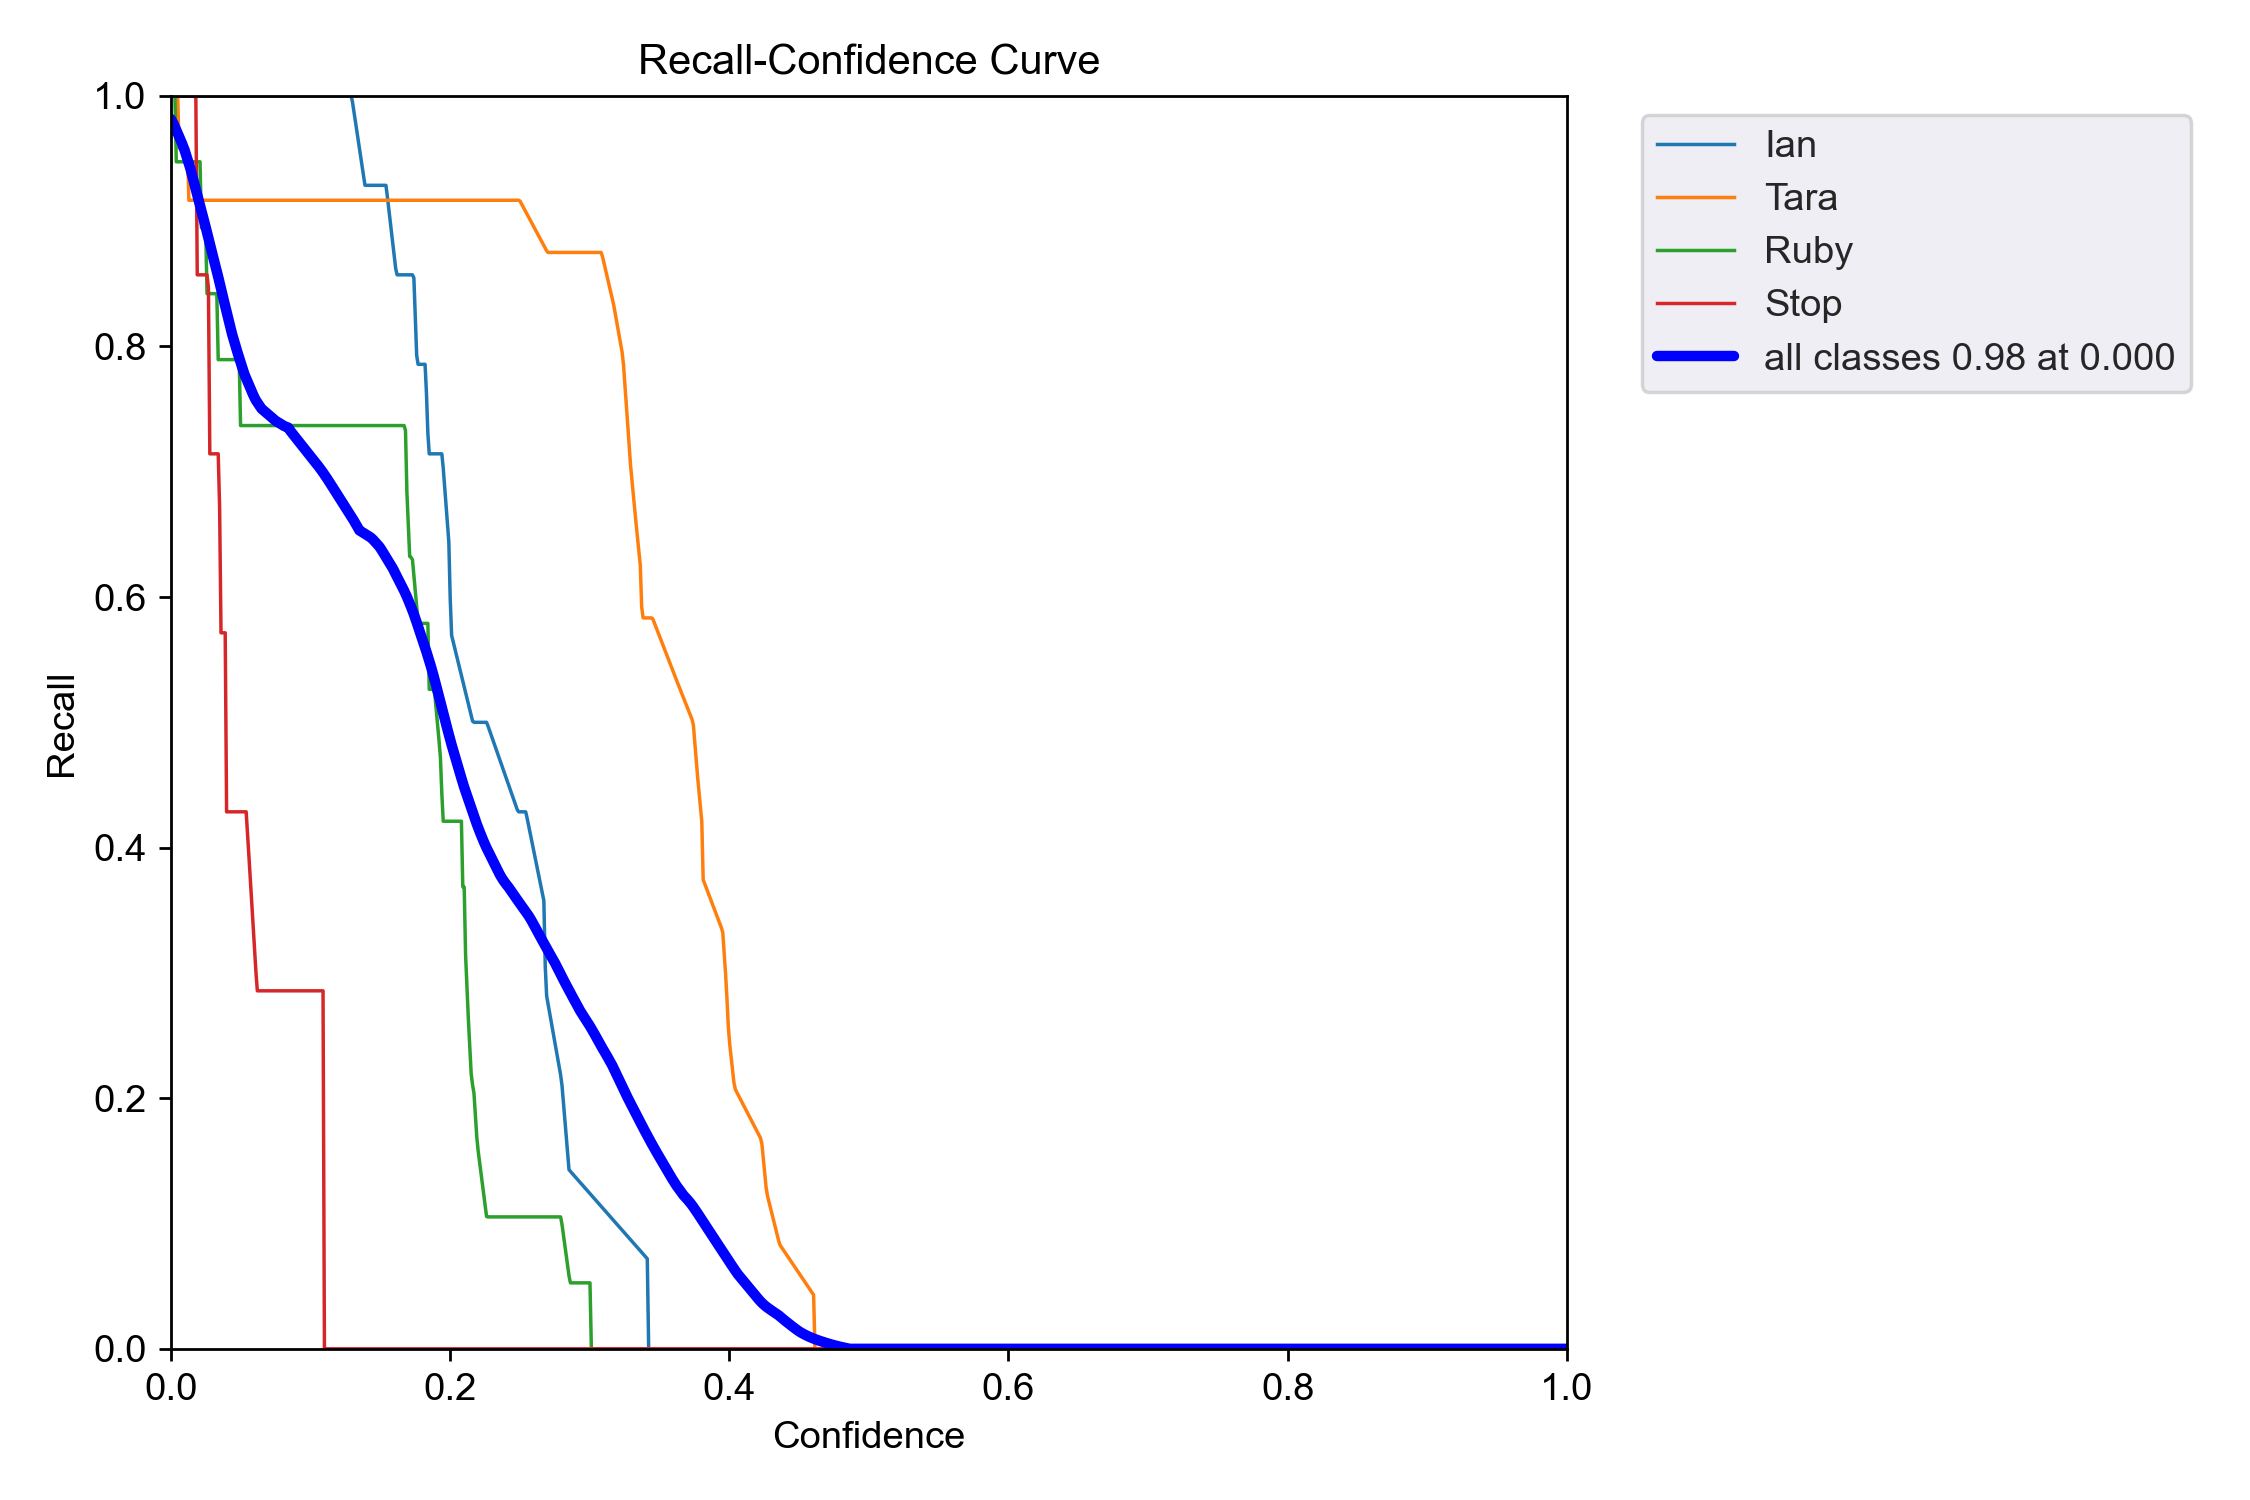 Recall-Confidence Curve
1.0
0.8
0.6
0.4
0.2
0.0
Recall
0.0 0.2 0.4 0.6 0.8 1.0
Confidence
Ian
Tara
Ruby
Stop
all classes 0.98 at 0.000